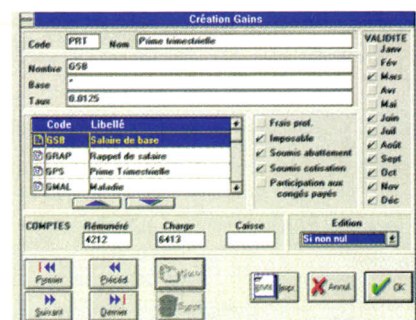 Création Gains
Code PRT Nom Prime trimestrielle
Nombre GSB
Base *
Taux 0.0125
VALIDITE
Janv
Fév
Mars
Avr
Mai
Juin
Juil
Août
Sept
Oct
Nov
Déc
Code Libellé
GSB Salaire de base
GRAP Rappel de salaire
GPS Prime Trimestrielle
GMAL Maladie
Frais prof.
Imposable
Soumis abattement
Soumis cotisation
Participation aux
congés payés
COMPTES Rémunéré Charge Caisse
4212 6413
Edition
Si non nul
Premier Précéd.
Suivant Dernier
Impr. Annul. OK